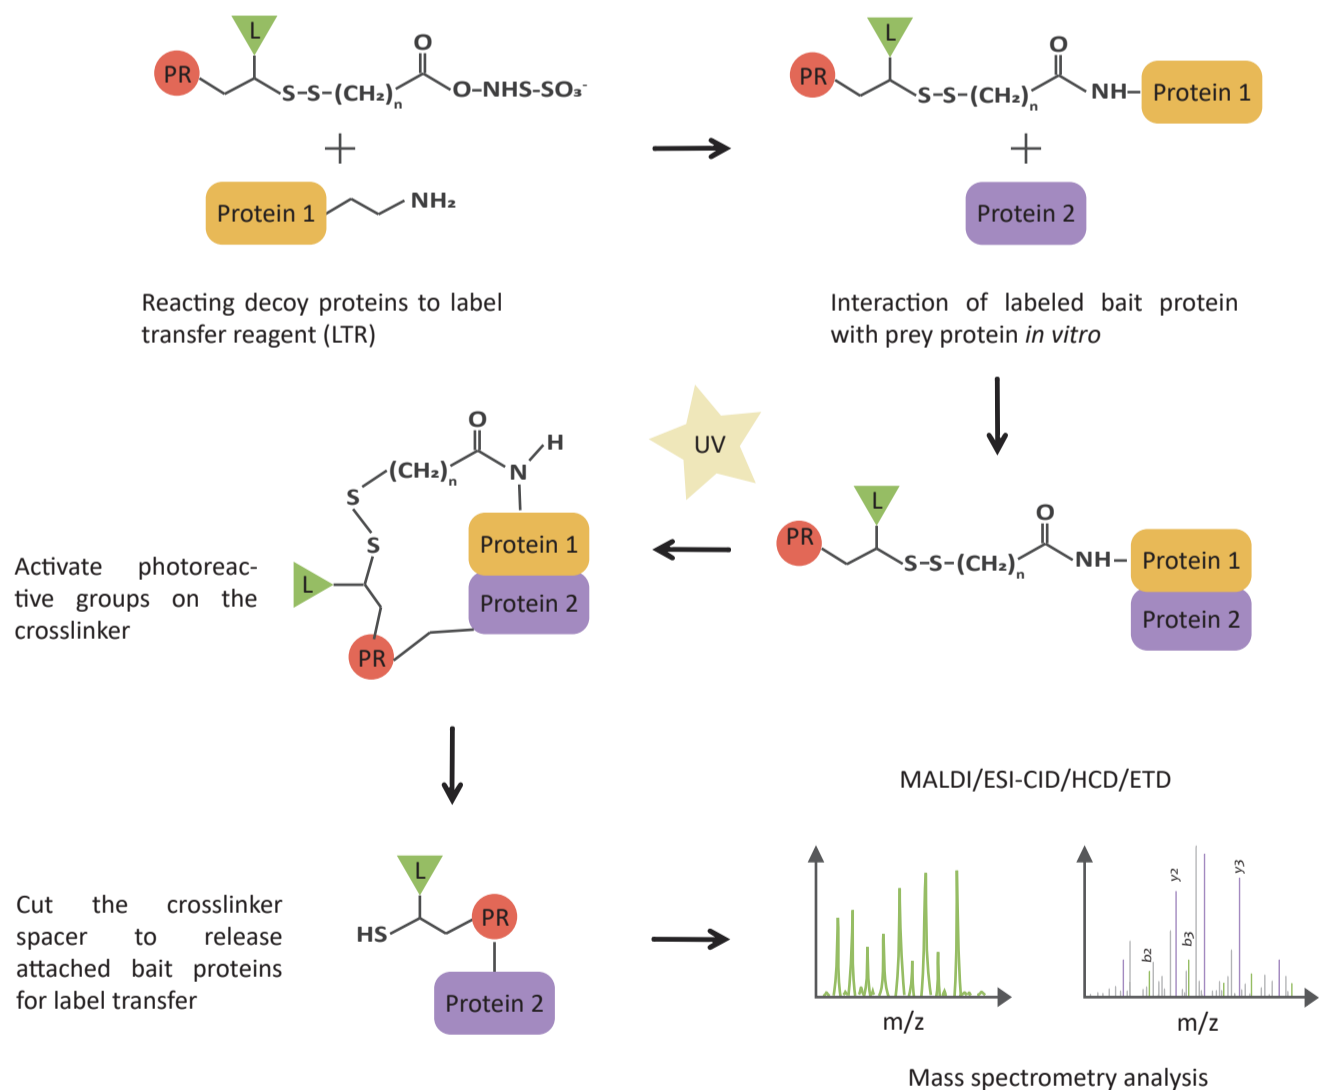 L
PR
S-S-(CH₂)n
O
O-NHS-SO₃⁻
+
Protein 1
NH₂
Reacting decoy proteins to label
transfer reagent (LTR)
L
PR
S-S-(CH₂)n
O
NH-
Protein 1
+
Protein 2
Interaction of labeled bait protein
with prey protein in vitro
UV
L
PR
S-S-(CH₂)n
O
NH-
Protein 1
Protein 2
O
H
(CH₂)n
N
S
S
L
PR
Protein 1
Protein 2
Activate photoreac-
tive groups on the
crosslinker
L
HS
PR
Protein 2
Cut the crosslinker
spacer to release
attached bait proteins
for label transfer
MALDI/ESI-CID/HCD/ETD
m/z
b2
y2
b3
y3
m/z
Mass spectrometry analysis